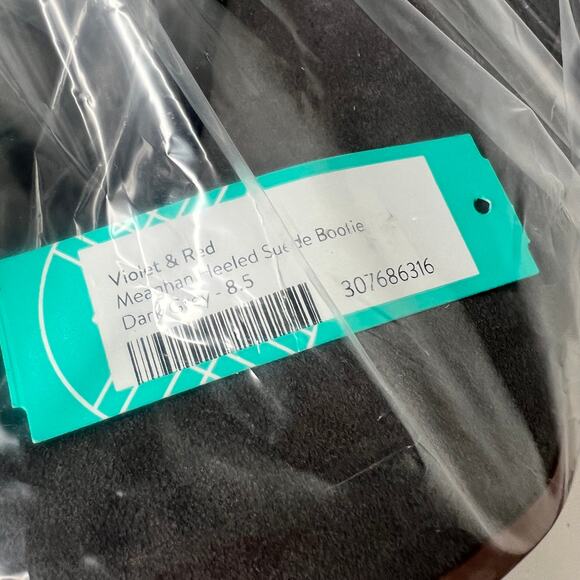 Violet & Red
Meaghan Heeled Suede Bootie
Dark Grey - 8.5
307686316